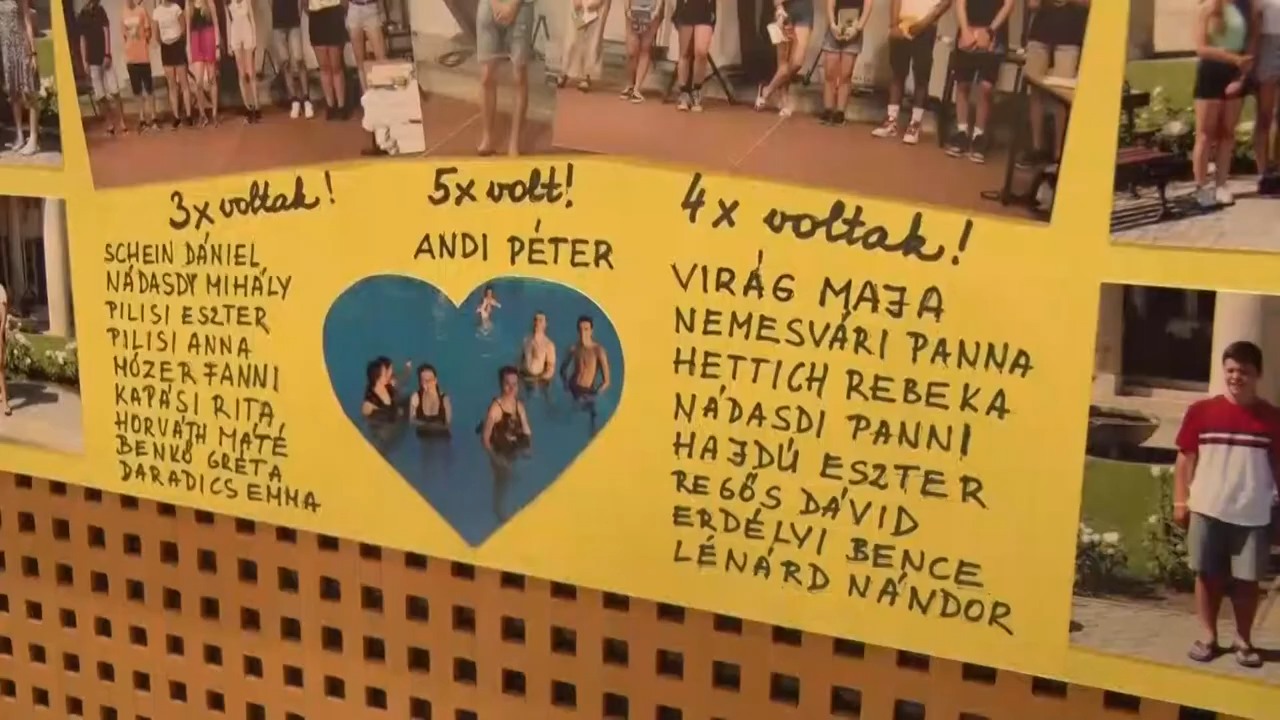 3x voltak!
SCHEIN DÁNIEL
NÁDASDY MIHÁLY
PILISI ESZTER
PILISI ANNA
MÓZER FANNI
KAPÁSI RITA
HORVÁTH MÁTÉ
BENKŐ GRÉTA
DARADICS EMMA
5x volt!
ANDI PÉTER
4x voltak!
VIRÁG MAJA
NEMESVÁRI PANNA
HETTICH REBEKA
NÁDASDI PANNI
HAJDÚ ESZTER
REGŐS DÁVID
ERDÉLYI BENCE
LÉNÁRD NÁNDOR